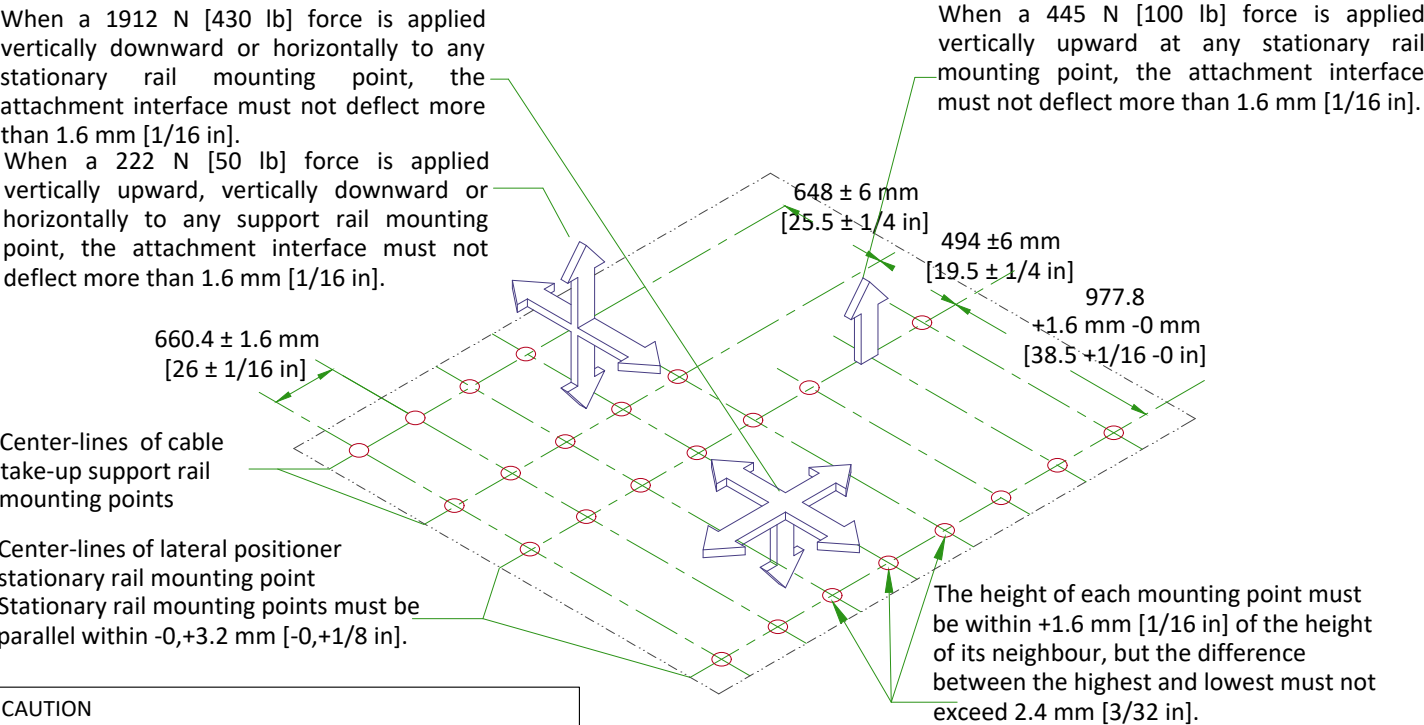 When a 1912 N [430 lb] force is applied
vertically downward or horizontally to any
stationary rail mounting point, the
attachment interface must not deflect more
than 1.6 mm [1/16 in].
When a 222 N [50 lb] force is applied
vertically upward, vertically downward or
horizontally to any support rail mounting
point, the attachment interface must not
deflect more than 1.6 mm [1/16 in].
When a 445 N [100 lb] force is applied
vertically upward at any stationary rail
mounting point, the attachment interface
must not deflect more than 1.6 mm [1/16 in].
648 ± 6 mm
[25.5 ± 1/4 in]
494 ±6 mm
[19.5 ± 1/4 in]
977.8
+1.6 mm -0 mm
[38.5 +1/16 -0 in]
660.4 ± 1.6 mm
[26 ± 1/16 in]
Center-lines of cable
take-up support rail
mounting points
Center-lines of lateral positioner
stationary rail mounting point
Stationary rail mounting points must be
parallel within -0,+3.2 mm [-0,+1/8 in].
The height of each mounting point must
be within +1.6 mm [1/16 in] of the height
of its neighbour, but the difference
between the highest and lowest must not
exceed 2.4 mm [3/32 in].
CAUTION